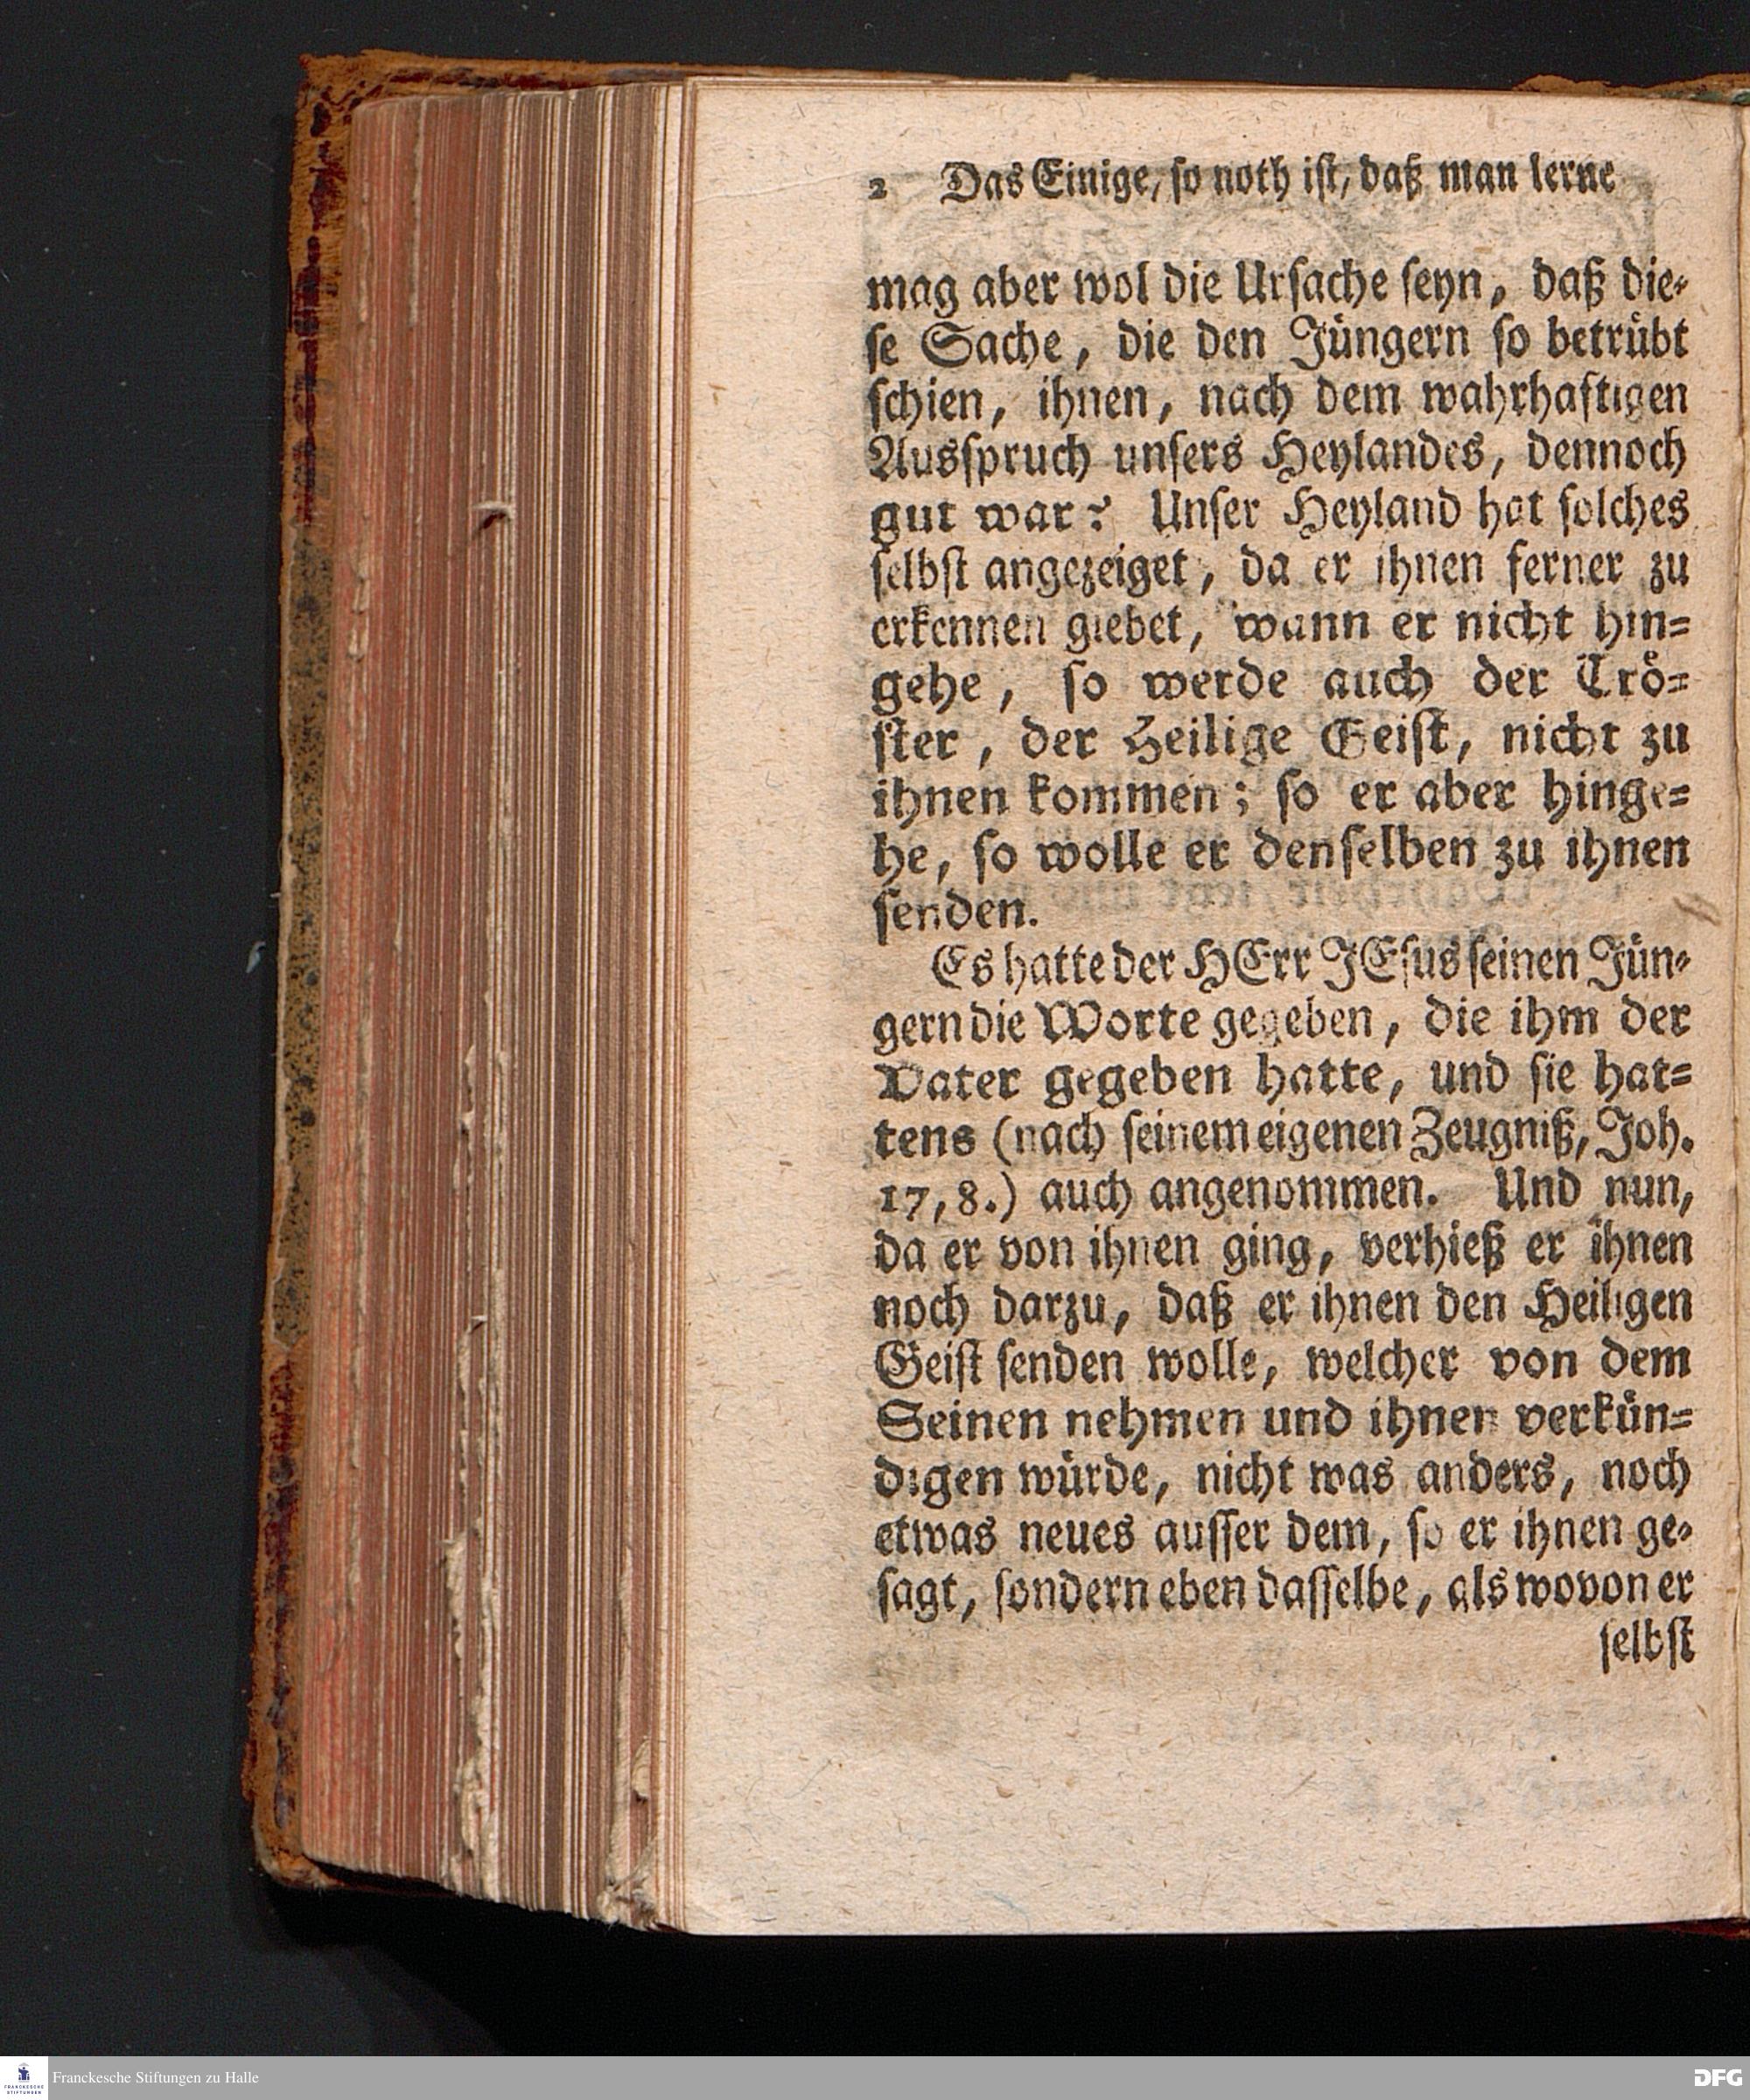 2 Das Einige, so noth ist, daß man lerne
mag aber wol die Ursache seyn, daß die-
se Sache, die den Jüngern so betrübt
schien, ihnen, nach dem wahrhaftigen
Ausspruch unsers Heylandes, dennoch
gut war? Unser Heyland hat solches
selbst angezeiget, da er ihnen ferner zu
erkennen giebet, wann er nicht hin-
gehe, so werde auch der Trö-
ster, der Heilige Geist, nicht zu
ihnen kommen; so er aber hinge-
he, so wolle er denselben zu ihnen
senden.
Es hatte der HErr JEsus seinen Jün-
gern die Worte gegeben, die ihm der
Vater gegeben hatte, und sie hat-
tens (nach seinem eigenen Zeugniß, Joh.
17, 8.) auch angenommen. Und nun,
da er von ihnen ging, verhieß er ihnen
noch darzu, daß er ihnen den Heiligen
Geist senden wolle, welcher von dem
Seinen nehmen und ihnen verkün-
digen würde, nicht was anders, noch
etwas neues ausser dem, so er ihnen ge-
sagt, sondern eben dasselbe, als wovon er
selbst
FRANCKESCHE STIFTUNGEN
Franckesche Stiftungen zu Halle
DFG